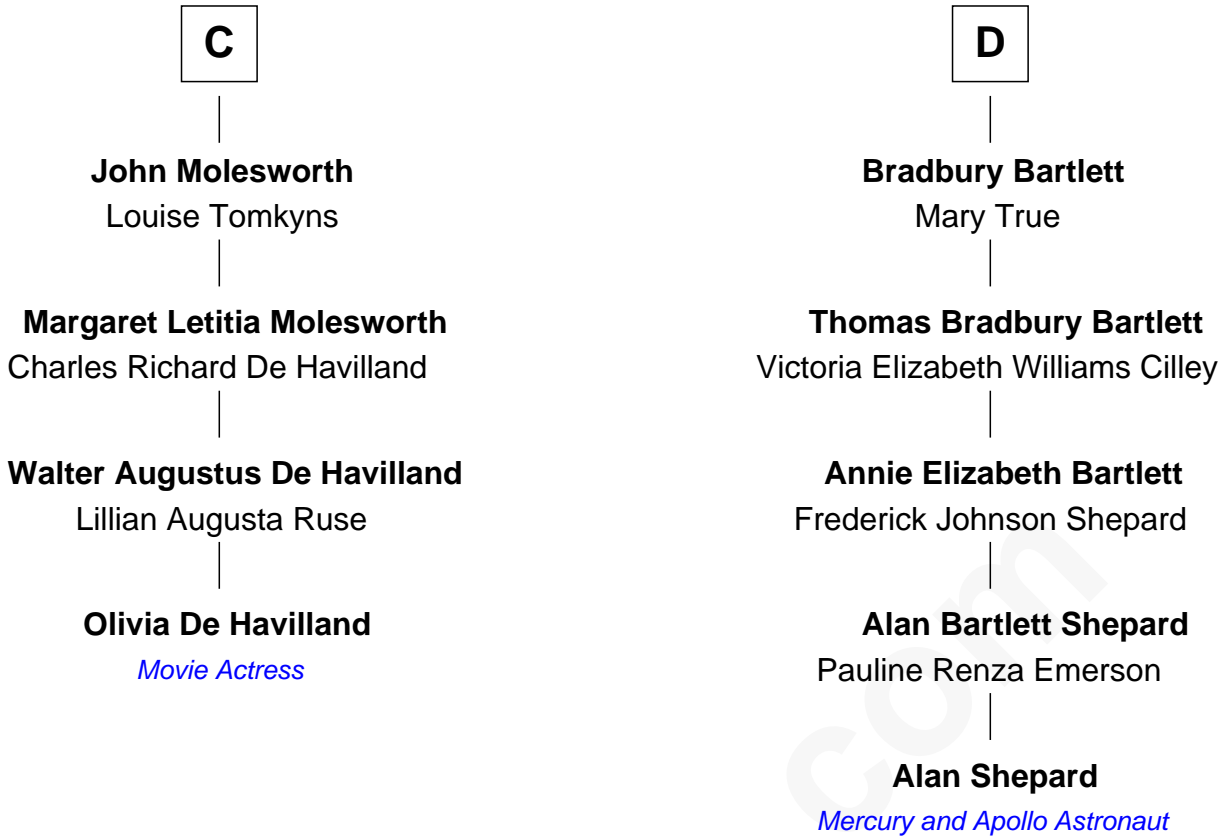 C
John Molesworth
Louise Tomkyns
Margaret Letitia Molesworth
Charles Richard De Havilland
Walter Augustus De Havilland
Lillian Augusta Ruse
Olivia De Havilland
Movie Actress
D
Bradbury Bartlett
Mary True
Thomas Bradbury Bartlett
Victoria Elizabeth Williams Cilley
Annie Elizabeth Bartlett
Frederick Johnson Shepard
Alan Bartlett Shepard
Pauline Renza Emerson
Alan Shepard
Mercury and Apollo Astronaut
com